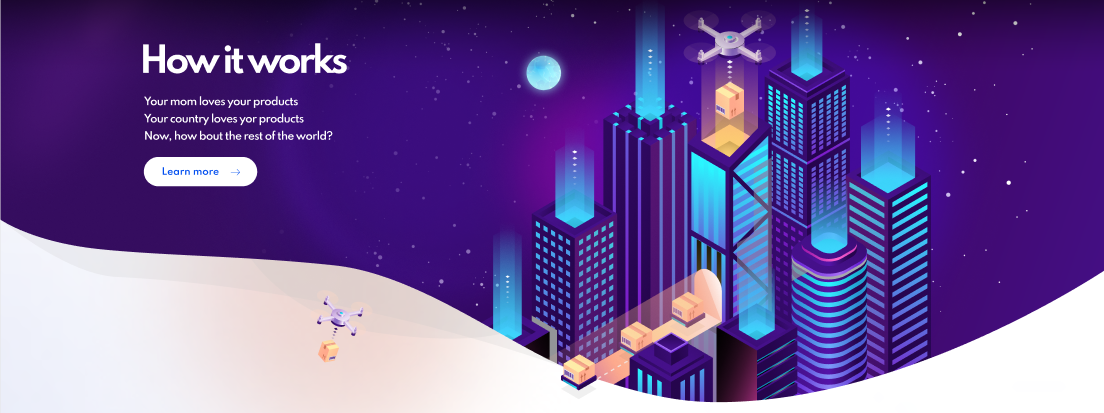 How it works
Your mom loves your products
Your country loves yor products
Now, how bout the rest of the world?
Learn more →